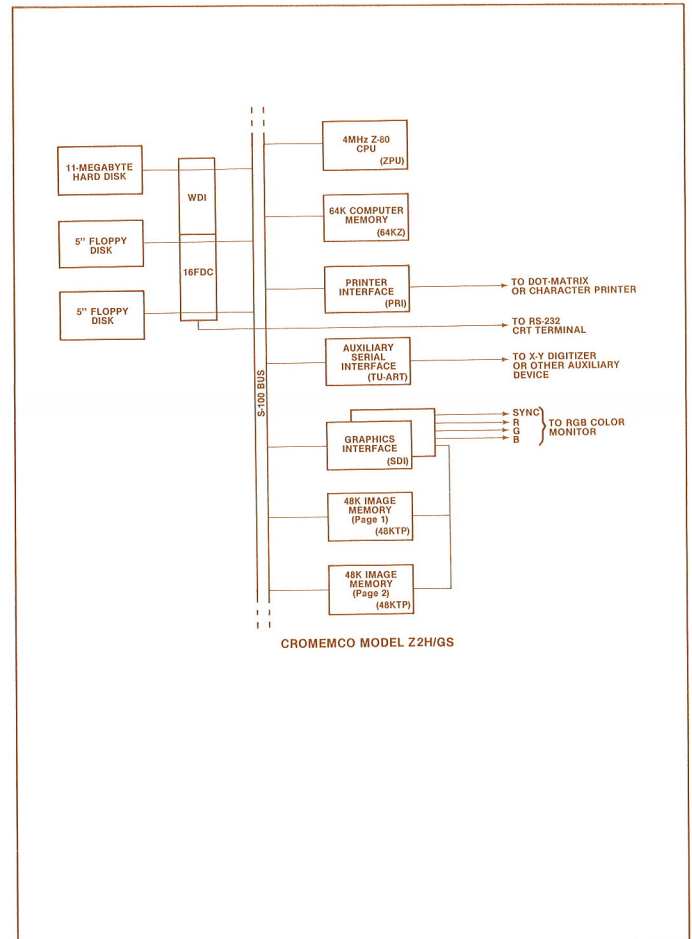 11-MEGABYTE
HARD DISK
5" FLOPPY
DISK
5" FLOPPY
DISK
WDI
16FDC
S-100 BUS
4MHz Z-80
CPU
(ZPU)
64K COMPUTER
MEMORY
(64KZ)
PRINTER
INTERFACE
(PRI)
TO DOT-MATRIX
OR CHARACTER PRINTER
TO RS-232
CRT TERMINAL
AUXILIARY
SERIAL
INTERFACE
(TU-ART)
TO X-Y DIGITIZER
OR OTHER AUXILIARY
DEVICE
GRAPHICS
INTERFACE
(SDI)
SYNC
R
G
B
TO RGB COLOR
MONITOR
48K IMAGE
MEMORY
(Page 1)
(48KTP)
48K IMAGE
MEMORY
(Page 2)
(48KTP)
CROMEMCO MODEL Z2H/GS